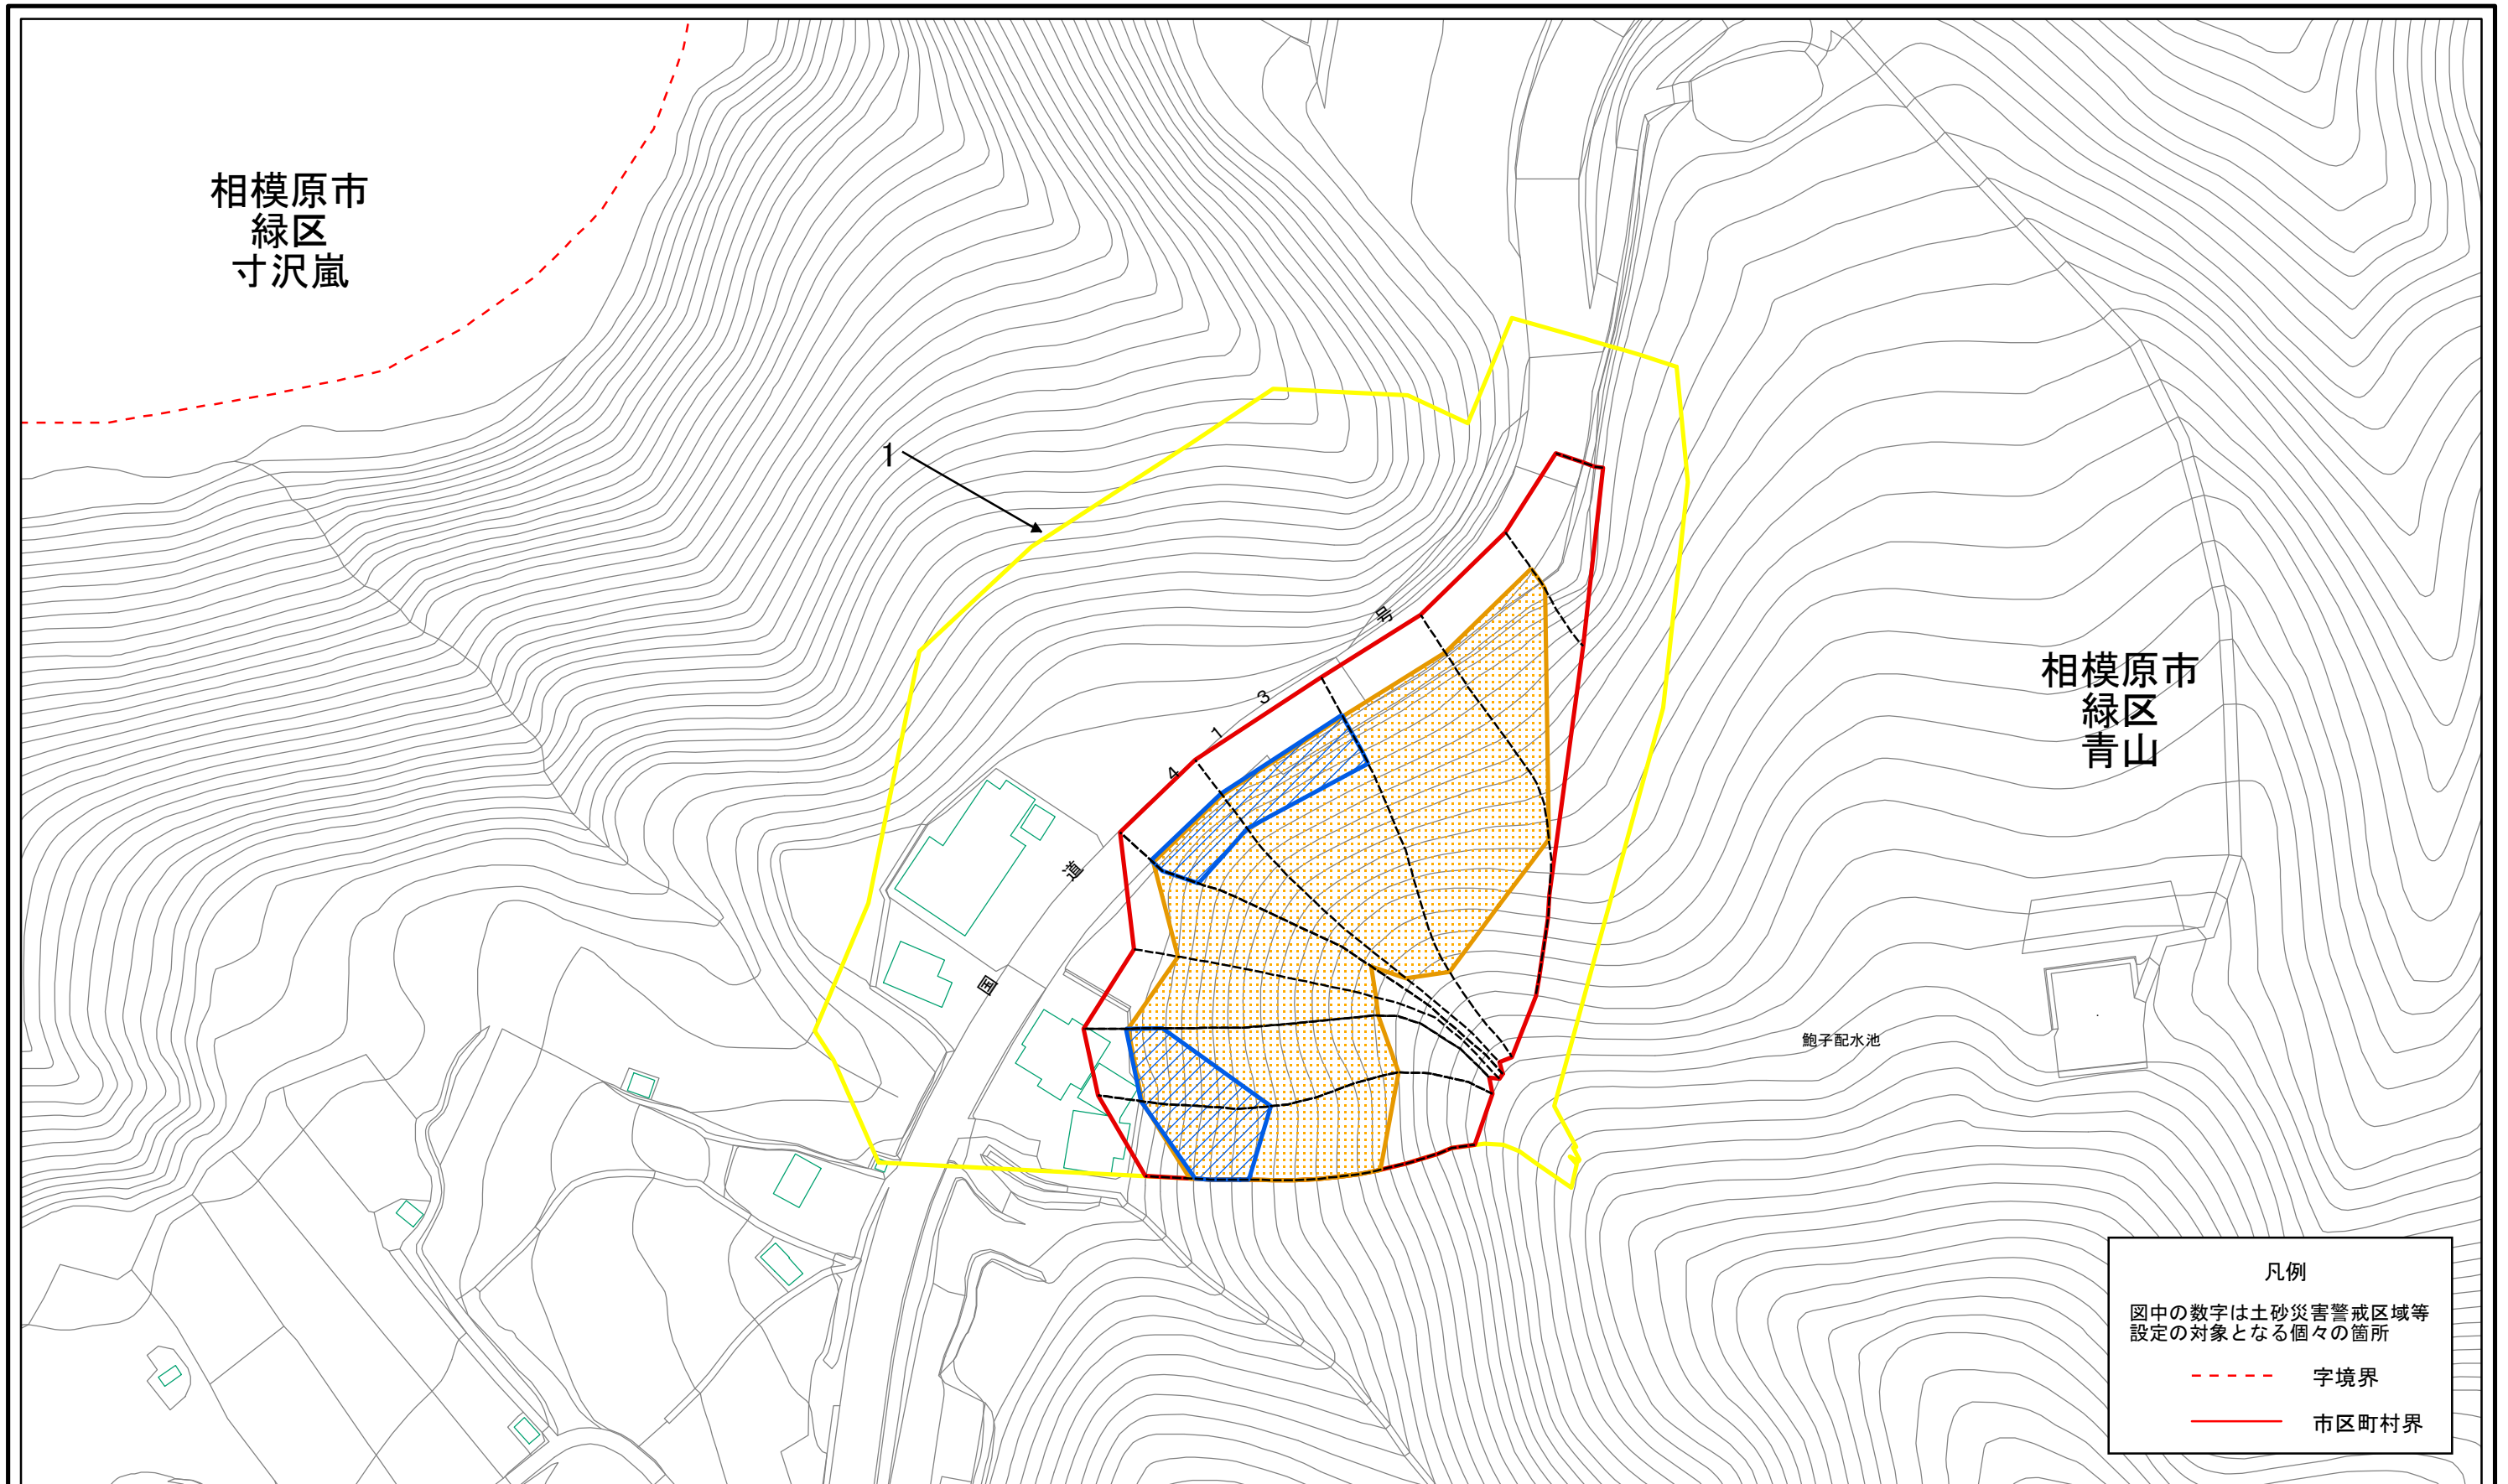 相模原市
緑区
寸沢嵐
1
号
3
1
4
道
国
相模原市
緑区
青山
鮑子配水池
凡例
図中の数字は土砂災害警戒区域等
設定の対象となる個々の箇所
字境界
市区町村界